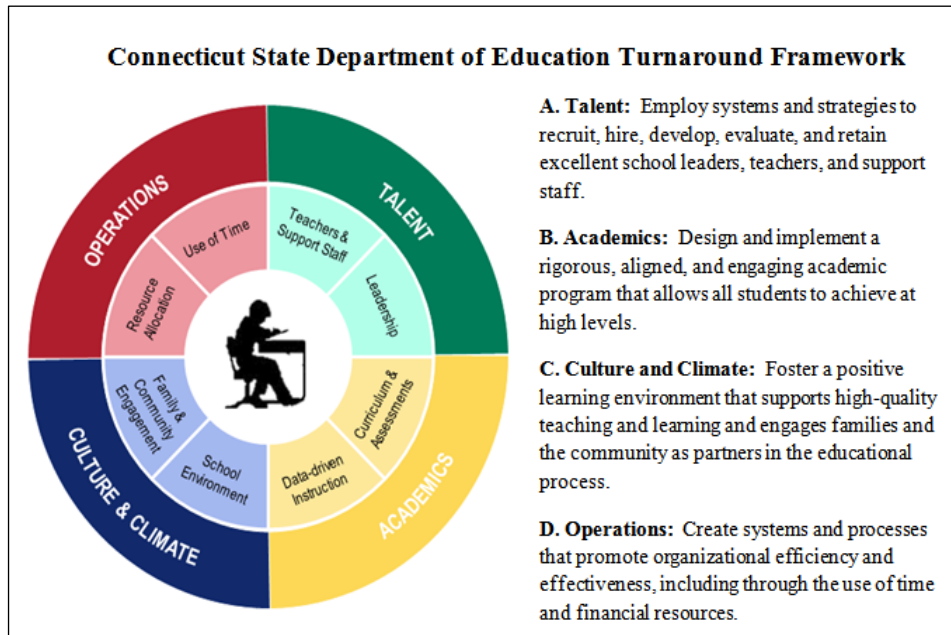 Connecticut State Department of Education Turnaround Framework
OPERATIONS
TALENT
CULTURE & CLIMATE
ACADEMICS
Use of Time
Resource
Allocation
Teachers &
Support Staff
Leadership
Family &
Community
Engagement
School
Environment
Data-driven
Instruction
Curriculum &
Assessments
A. Talent: Employ systems and strategies to
recruit, hire, develop, evaluate, and retain
excellent school leaders, teachers, and support
staff.
B. Academics: Design and implement a
rigorous, aligned, and engaging academic
program that allows all students to achieve at
high levels.
C. Culture and Climate: Foster a positive
learning environment that supports high-quality
teaching and learning and engages families and
the community as partners in the educational
process.
D. Operations: Create systems and processes
that promote organizational efficiency and
effectiveness, including through the use of time
and financial resources.